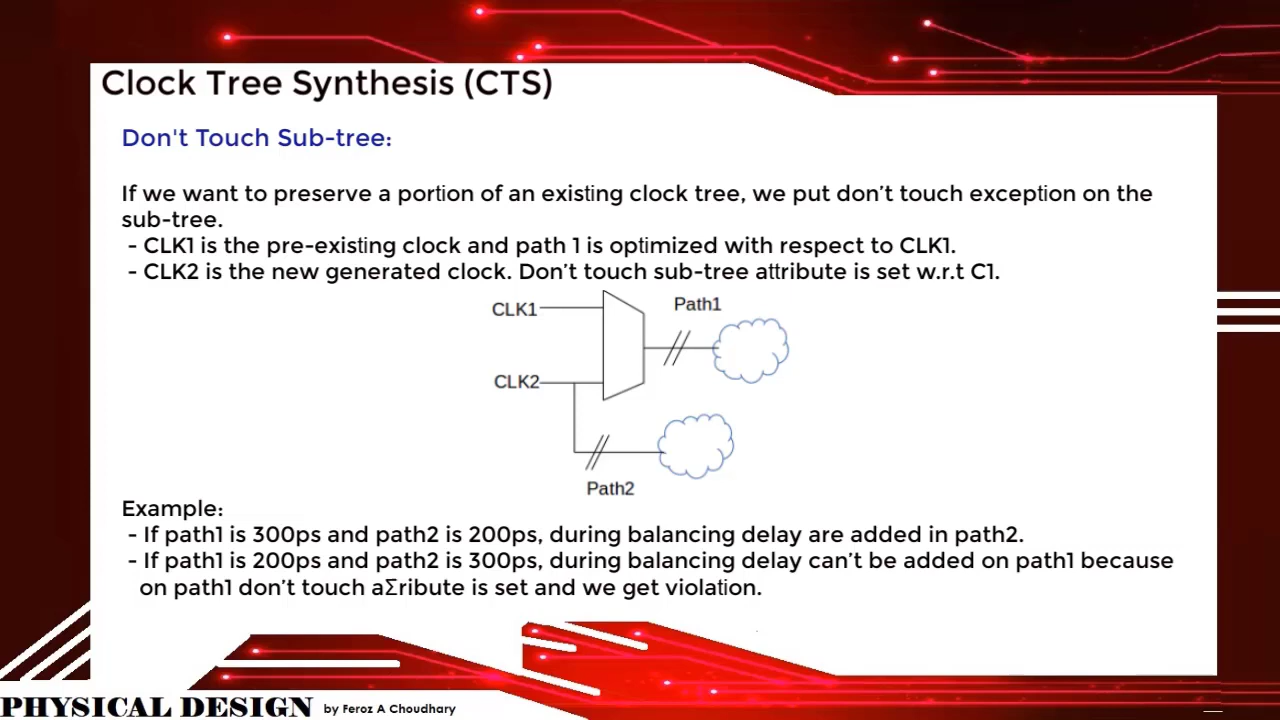 Clock Tree Synthesis (CTS)
Don't Touch Sub-tree:
If we want to preserve a portion of an existing clock tree, we put don’t touch exception on the
sub-tree.
- CLK1 is the pre-existing clock and path 1 is optimized with respect to CLK1.
- CLK2 is the new generated clock. Don’t touch sub-tree attribute is set w.r.t C1.
CLK1
Path1
CLK2
Path2
Example:
- If path1 is 300ps and path2 is 200ps, during balancing delay are added in path2.
- If path1 is 200ps and path2 is 300ps, during balancing delay can’t be added on path1 because
on path1 don’t touch aΣribute is set and we get violation.
PHYSICAL DESIGN by Feroz A Choudhary